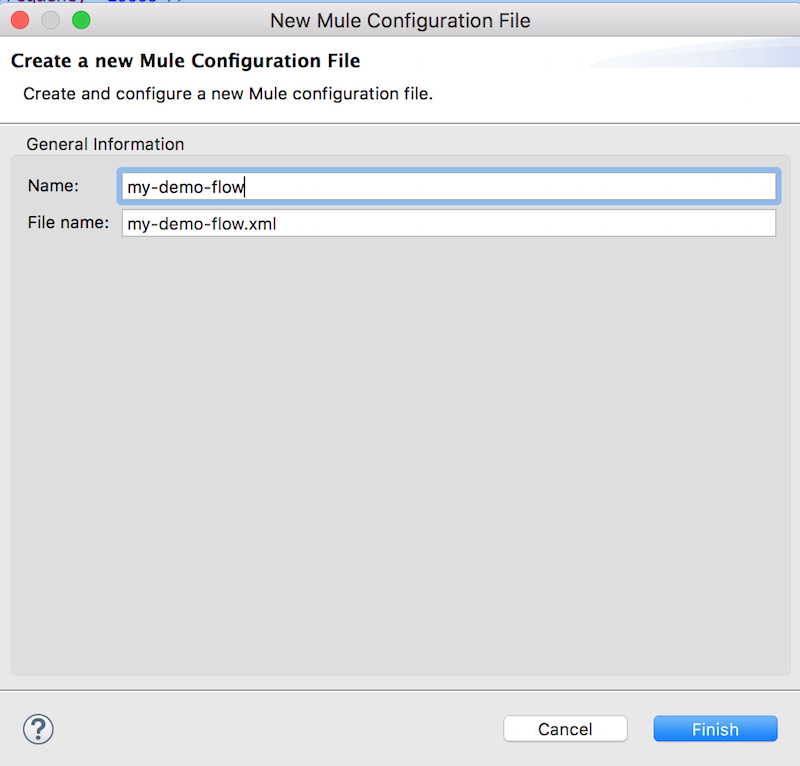 New Mule Configuration File
Create a new Mule Configuration File
Create and configure a new Mule configuration file.
General Information
Name: my-demo-flow
File name: my-demo-flow.xml
? Cancel Finish